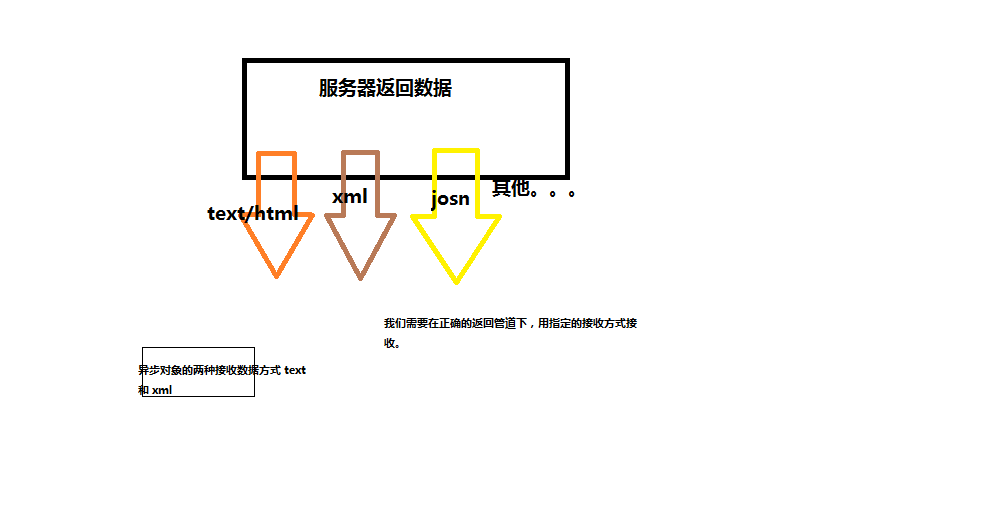 服务器返回数据
text/html
xml
josn
其他。。。
我们需要在正确的返回管道下，用指定的接收方式接
收。
异步对象的两种接收数据方式 text
和 xml